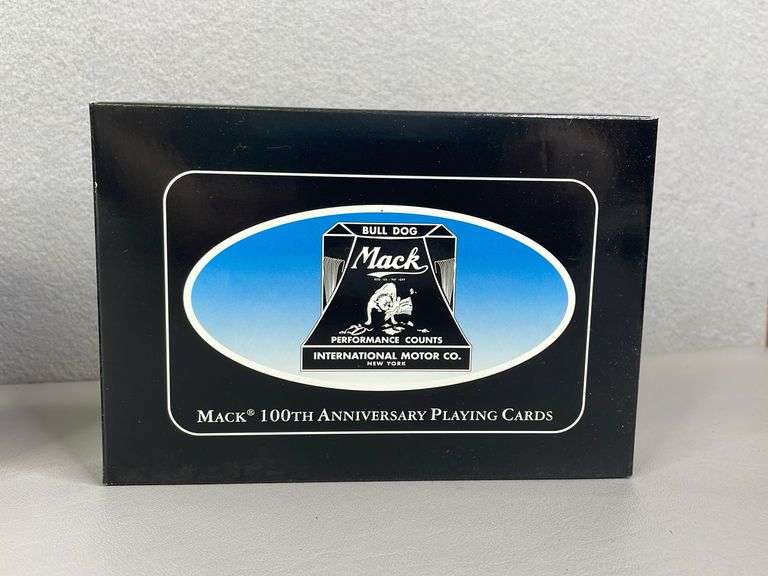 BULL DOG
Mack
PERFORMANCE COUNTS
INTERNATIONAL MOTOR CO.
NEW YORK
MACK® 100TH ANNIVERSARY PLAYING CARDS